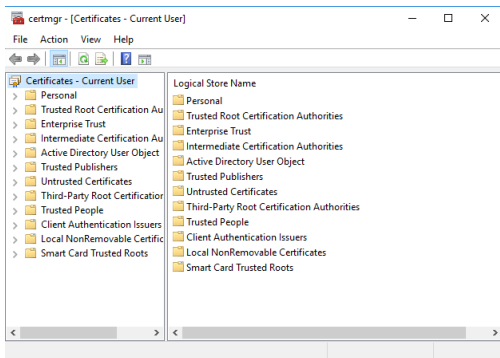 certmgr - [Certificates - Current User]
File Action View Help
Certificates - Current User
Personal
Trusted Root Certification Au
Enterprise Trust
Intermediate Certification Au
Active Directory User Object
Trusted Publishers
Untrusted Certificates
Third-Party Root Certification
Trusted People
Client Authentication Issuers
Local NonRemovable Certific
Smart Card Trusted Roots
Logical Store Name
Personal
Trusted Root Certification Authorities
Enterprise Trust
Intermediate Certification Authorities
Active Directory User Object
Trusted Publishers
Untrusted Certificates
Third-Party Root Certification Authorities
Trusted People
Client Authentication Issuers
Local NonRemovable Certificates
Smart Card Trusted Roots